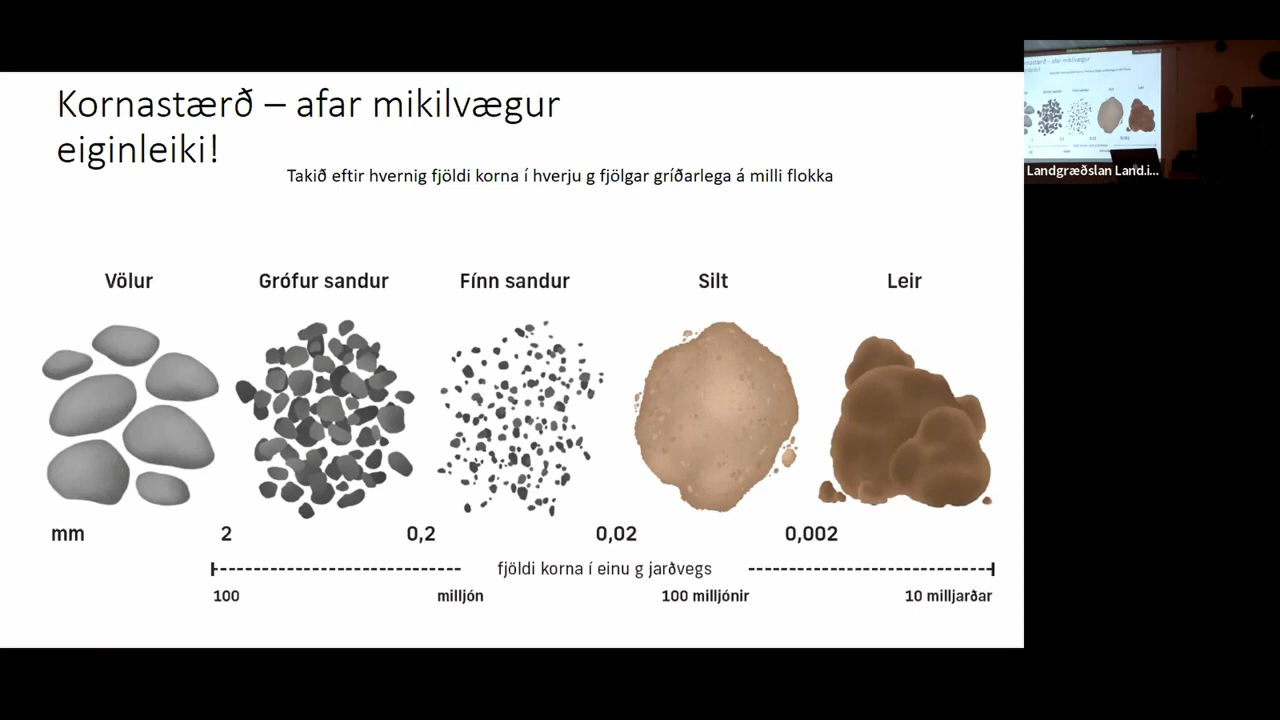 Kornastærð – afar mikilvægur
eiginleiki!
Takið eftir hvernig fjöldi korna í hverju g fjölgar gríðarlega á milli flokka
Völur
Grófur sandur
Fínn sandur
Silt
Leir
mm
2
0,2
0,02
0,002
fjöldi korna í einu g jarðvegs
100
milljón
100 milljónir
10 milljarðar
Landgræðslan Land.i...